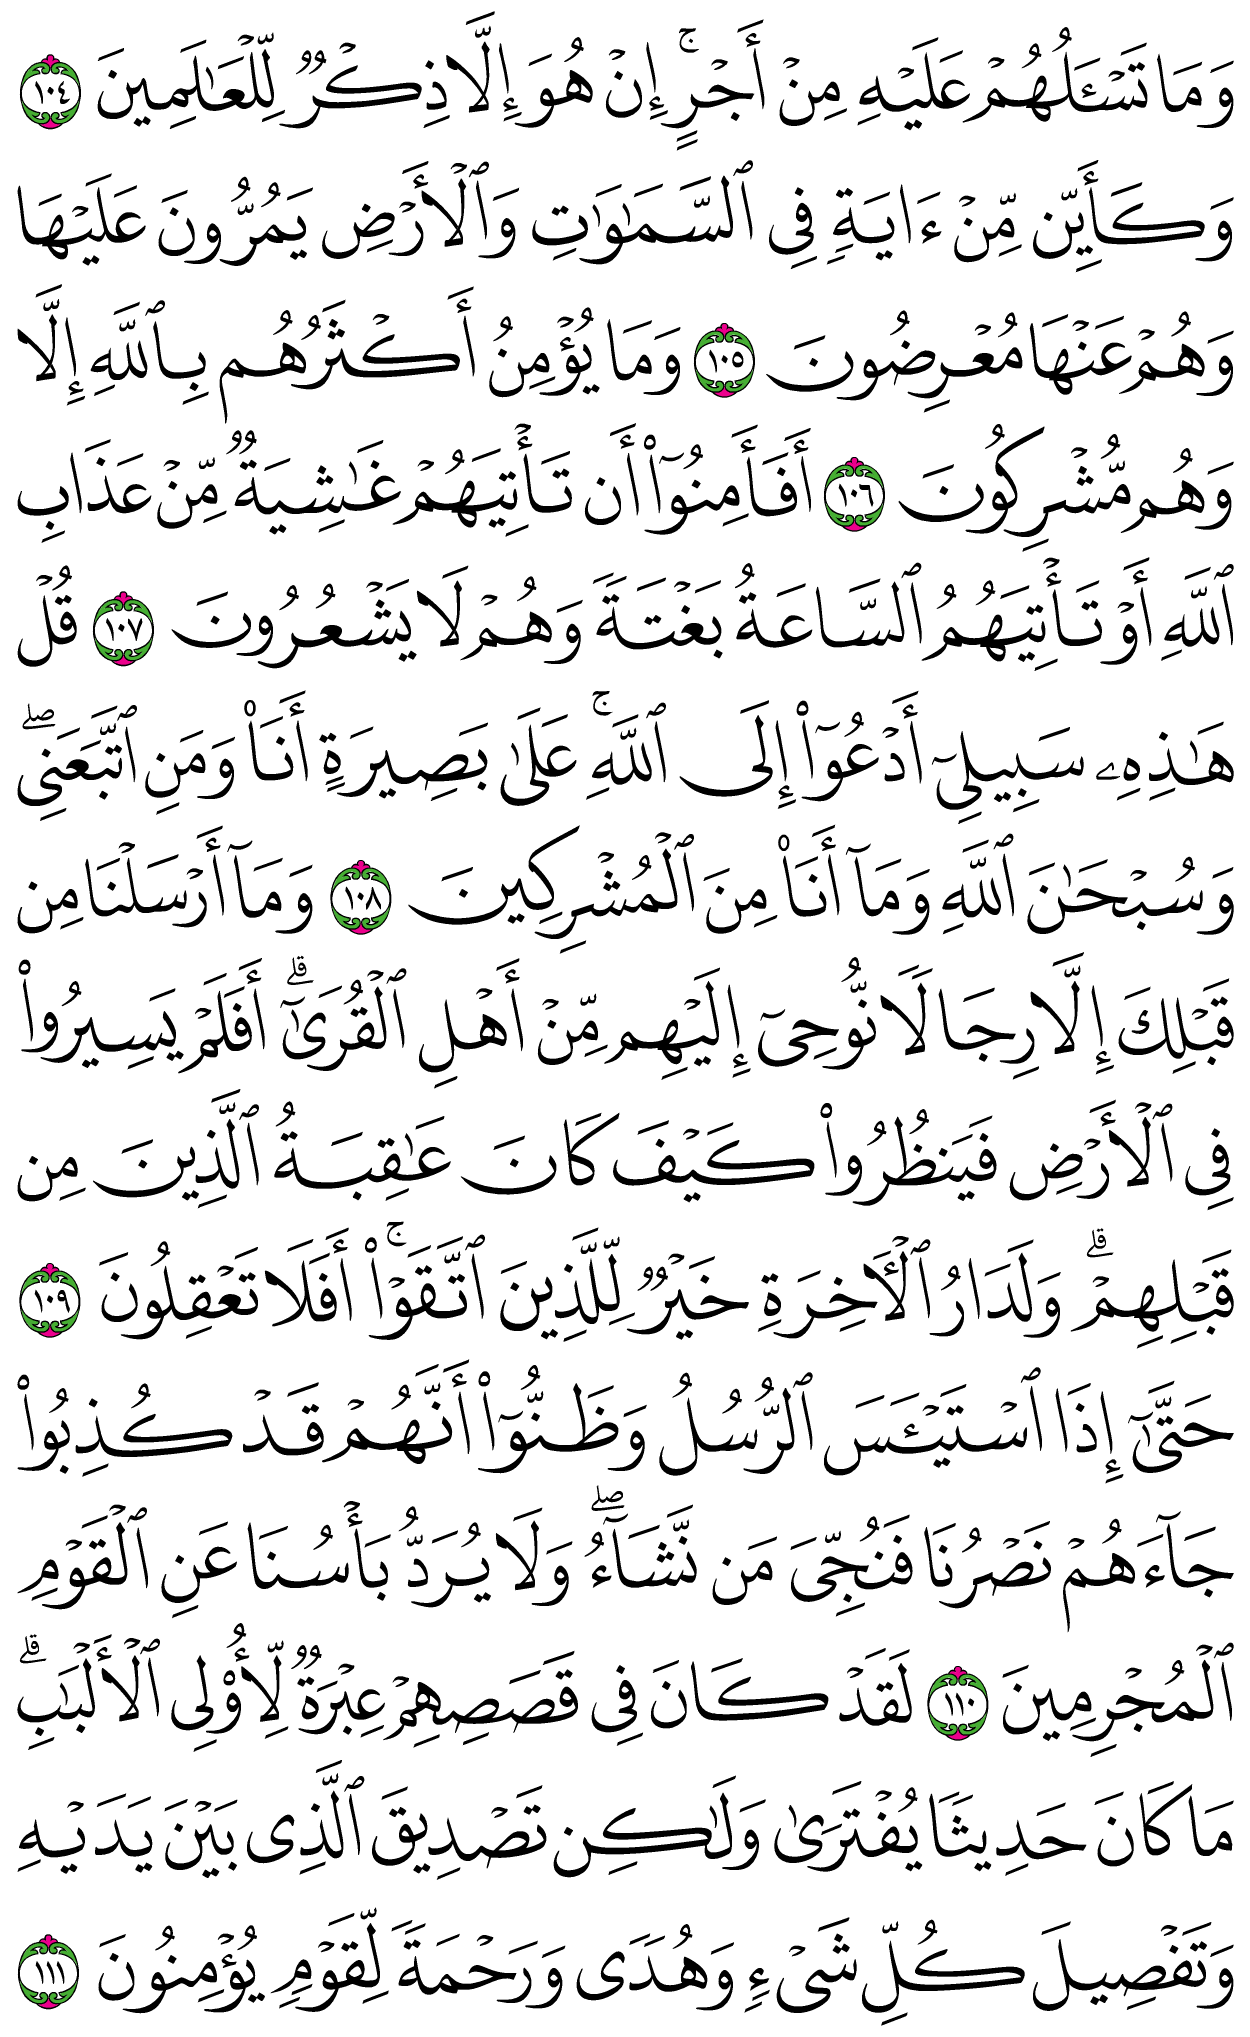 وَمَا تَسْـَٔلُهُمْ عَلَيْهِ مِنْ أَجْرٍ ۚ إِنْ هُوَ إِلَّا ذِكْرٌ لِّلْعَٰلَمِينَ ١٠٤
وَكَأَيِّن مِّنْ ءَايَةٍ فِى ٱلسَّمَٰوَٰتِ وَٱلْأَرْضِ يَمُرُّونَ عَلَيْهَا
وَهُمْ عَنْهَا مُعْرِضُونَ ١٠٥ وَمَا يُؤْمِنُ أَكْثَرُهُم بِٱللَّهِ إِلَّا
وَهُم مُّشْرِكُونَ ١٠٦ أَفَأَمِنُوٓا۟ أَن تَأْتِيَهُمْ غَٰشِيَةٌ مِّنْ عَذَابِ
ٱللَّهِ أَوْ تَأْتِيَهُمُ ٱلسَّاعَةُ بَغْتَةً وَهُمْ لَا يَشْعُرُونَ ١٠٧ قُلْ
هَٰذِهِۦ سَبِيلِىٓ أَدْعُوٓا۟ إِلَى ٱللَّهِ ۚ عَلَىٰ بَصِيرَةٍ أَنَا۠ وَمَنِ ٱتَّبَعَنِى ۖ
وَسُبْحَٰنَ ٱللَّهِ وَمَآ أَنَا۠ مِنَ ٱلْمُشْرِكِينَ ١٠٨ وَمَآ أَرْسَلْنَا مِن
قَبْلِكَ إِلَّا رِجَالًا نُّوحِىٓ إِلَيْهِم مِّنْ أَهْلِ ٱلْقُرَىٰٓ ۗ أَفَلَمْ يَسِيرُوا۟
فِى ٱلْأَرْضِ فَيَنظُرُوا۟ كَيْفَ كَانَ عَٰقِبَةُ ٱلَّذِينَ مِن
قَبْلِهِمْ ۗ وَلَدَارُ ٱلْـَٔاخِرَةِ خَيْرٌ لِّلَّذِينَ ٱتَّقَوْا۟ ۚ أَفَلَا تَعْقِلُونَ ١٠٩
حَتَّىٰٓ إِذَا ٱسْتَيْـَٔسَ ٱلرُّسُلُ وَظَنُّوٓا۟ أَنَّهُمْ قَدْ كُذِبُوا۟
جَآءَهُمْ نَصْرُنَا فَنُجِّىَ مَن نَّشَآءُ ۖ وَلَا يُرَدُّ بَأْسُنَا عَنِ ٱلْقَوْمِ
ٱلْمُجْرِمِينَ ١١٠ لَقَدْ كَانَ فِى قَصَصِهِمْ عِبْرَةٌ لِّأُو۟لِى ٱلْأَلْبَٰبِ ۗ
مَا كَانَ حَدِيثًا يُفْتَرَىٰ وَلَٰكِن تَصْدِيقَ ٱلَّذِى بَيْنَ يَدَيْهِ
وَتَفْصِيلَ كُلِّ شَىْءٍ وَهُدًى وَرَحْمَةً لِّقَوْمٍ يُؤْمِنُونَ ١١١